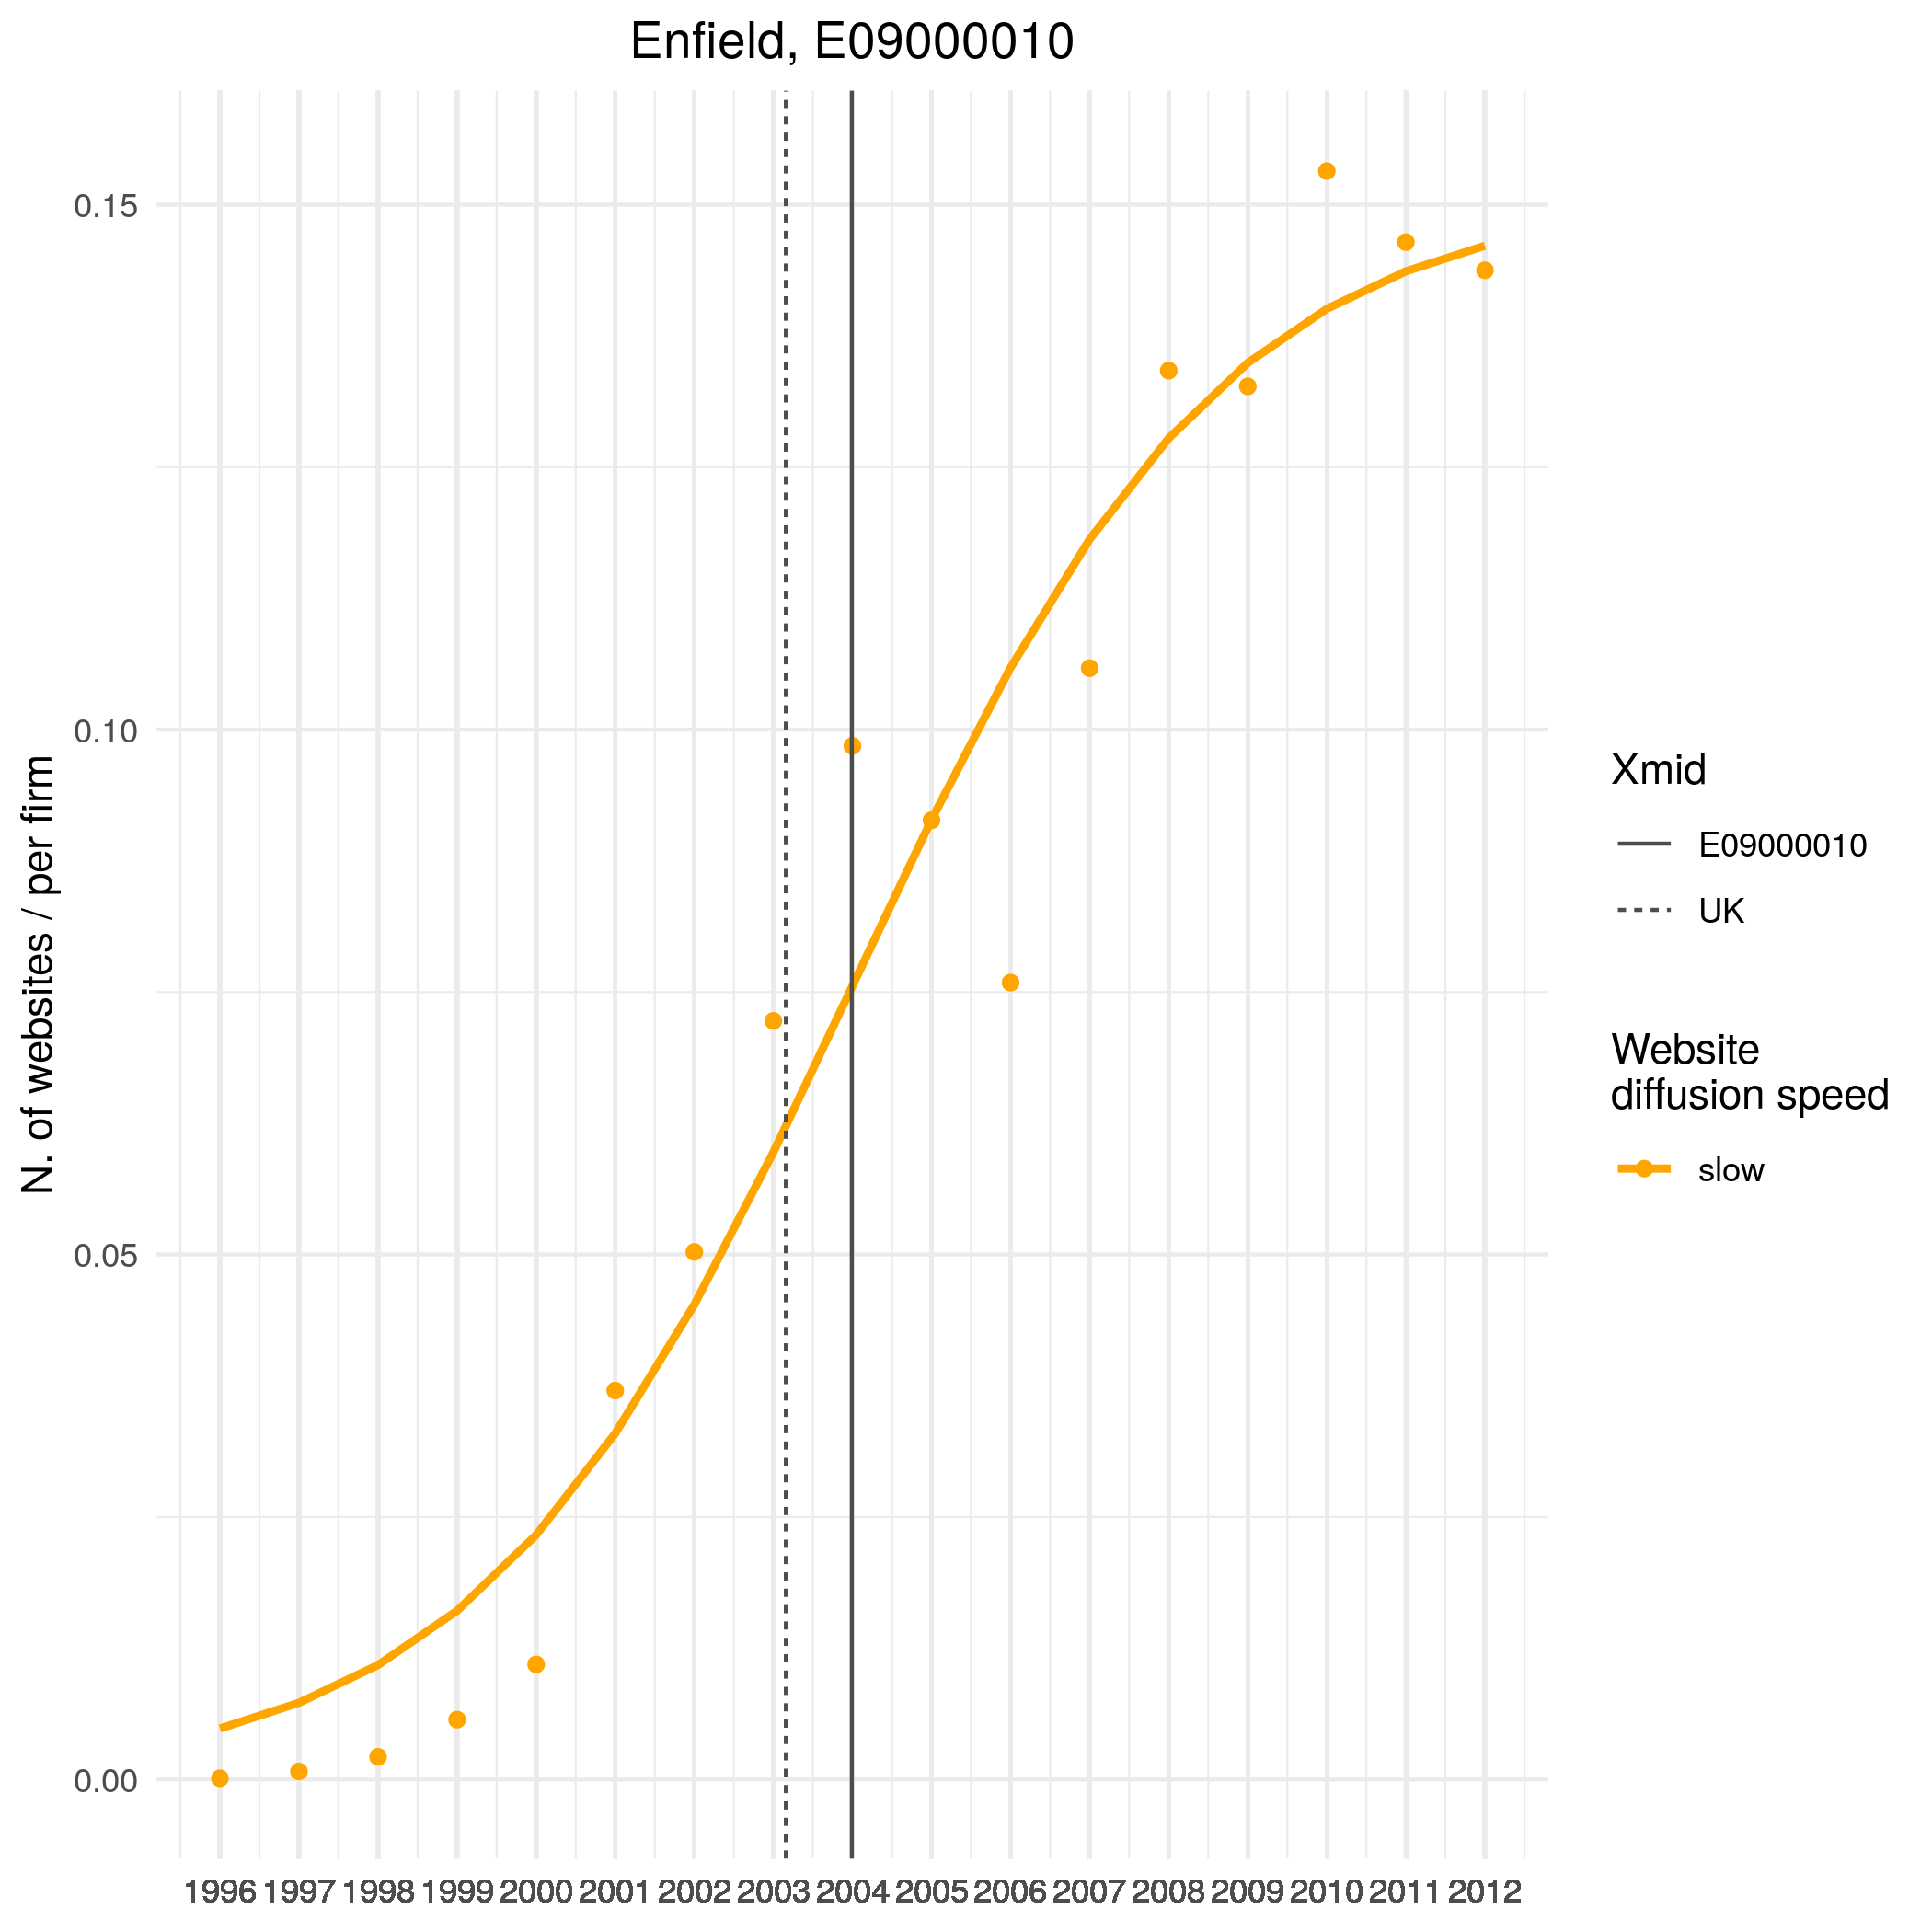 Enfield, E09000010
0.15
0.10
0.05
0.00
N. of websites / per firm
1996 1997 1998 1999 2000 2001 2002 2003 2004 2005 2006 2007 2008 2009 2010 2011 2012
Xmid
E09000010
UK
Website
diffusion speed
slow